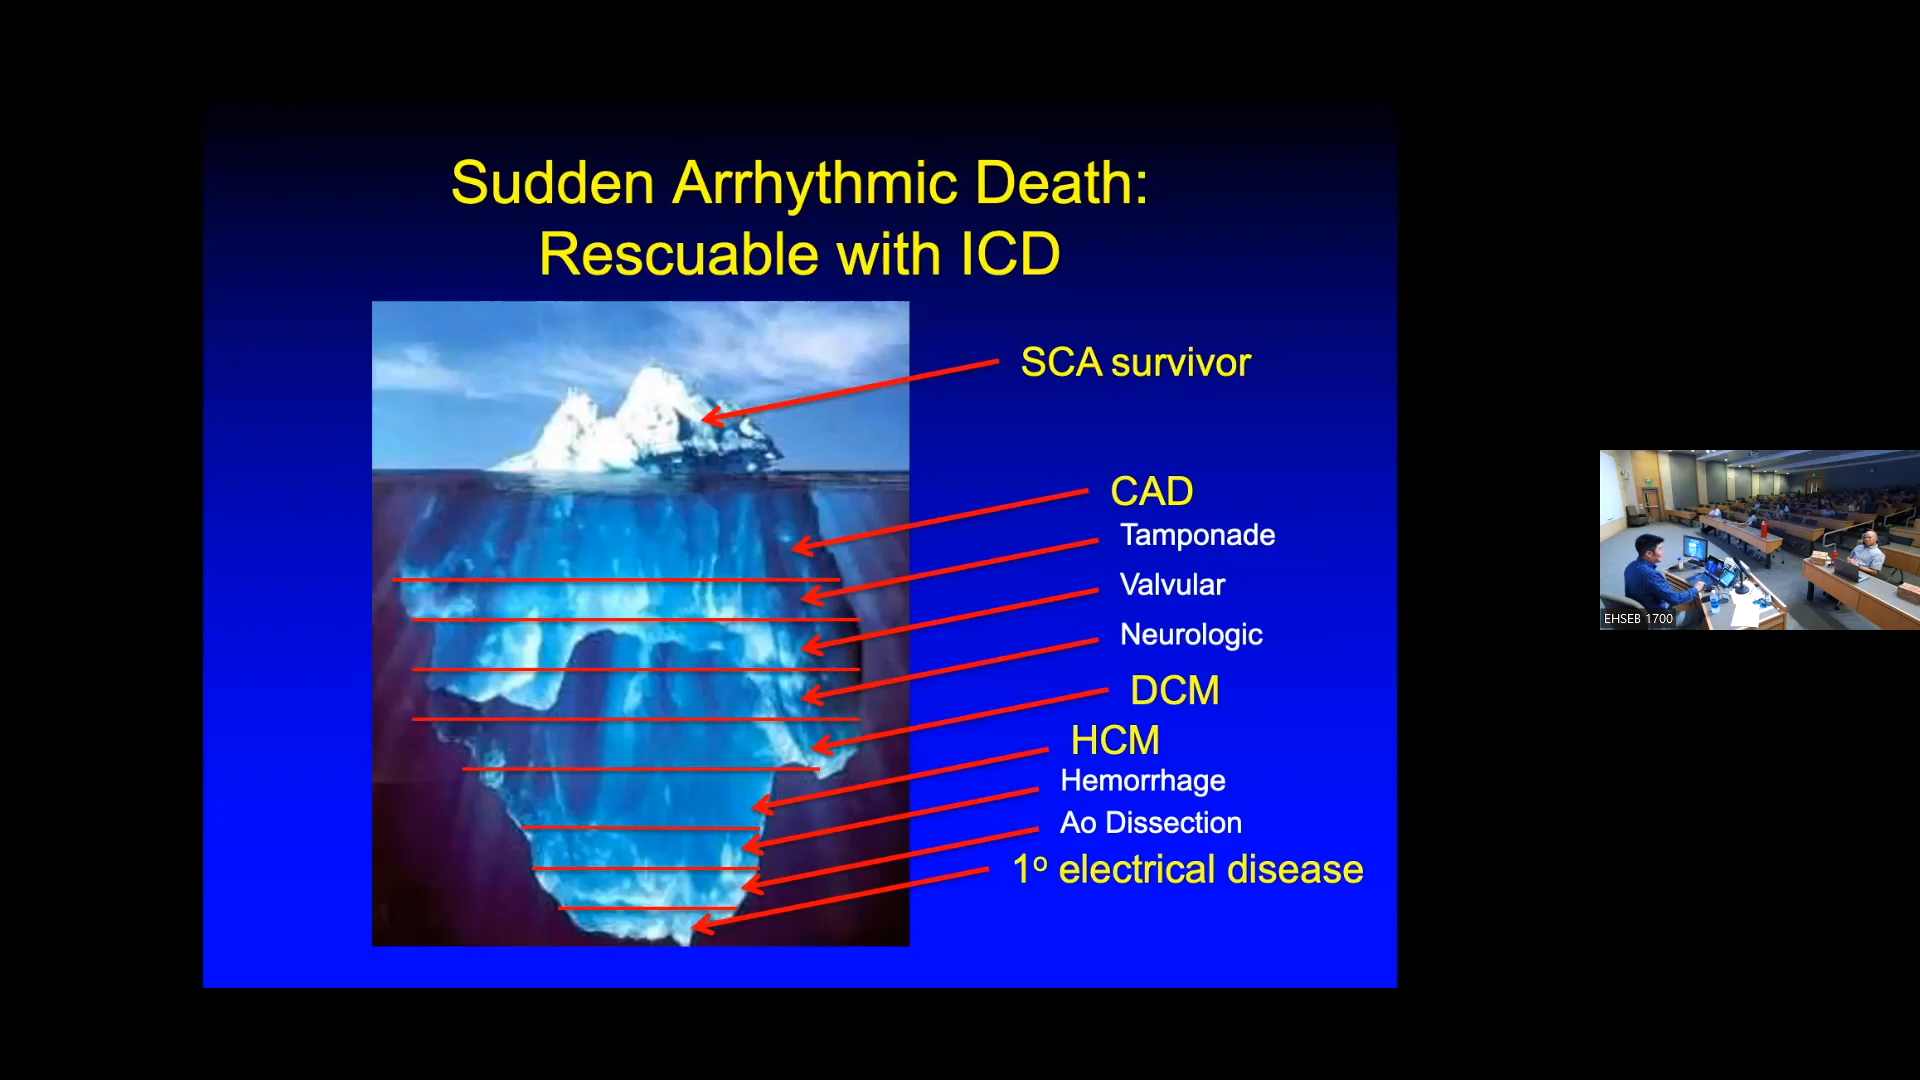 Sudden Arrhythmic Death:
Rescuable with ICD
SCA survivor
CAD
Tamponade
Valvular
Neurologic
DCM
HCM
Hemorrhage
Ao Dissection
1º electrical disease
EHSEB 1700